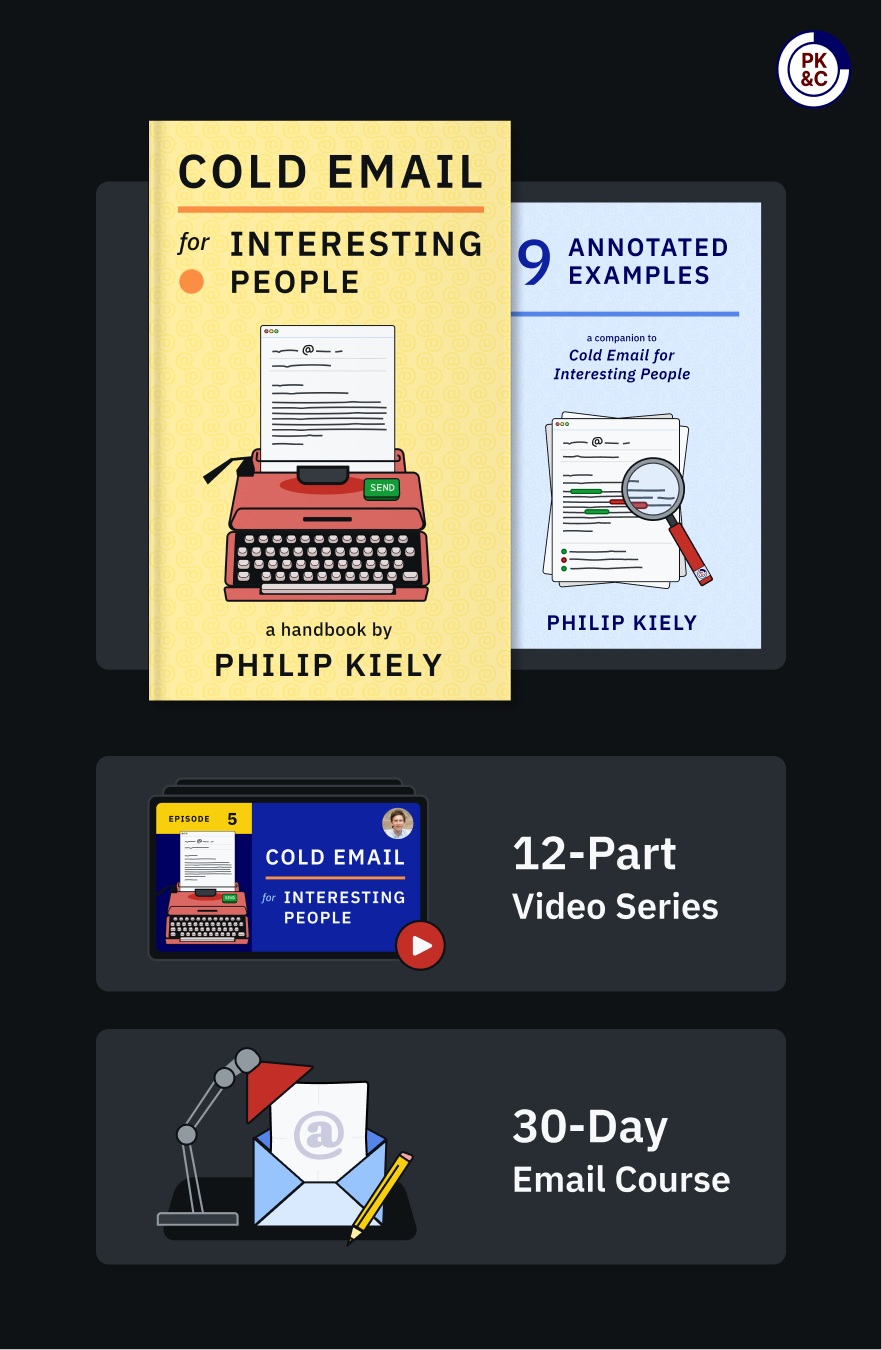 PK
&C
COLD EMAIL
for INTERESTING
PEOPLE
@
SEND
a handbook by
PHILIP KIELY
9 ANNOTATED
EXAMPLES
a companion to
Cold Email for
Interesting People
@
PHILIP KIELY
EPISODE 5
COLD EMAIL
for INTERESTING
PEOPLE
@
SEND
12-Part
Video Series
@
30-Day
Email Course